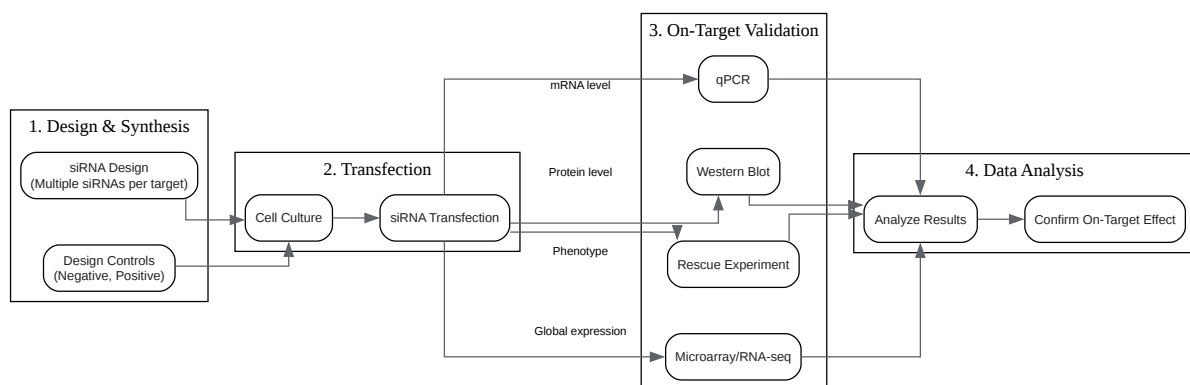 1. Design & Synthesis
siRNA Design
(Multiple siRNAs per target)
Design Controls
(Negative, Positive)
2. Transfection
Cell Culture
siRNA Transfection
mRNA level
Protein level
Phenotype
Global expression
3. On-Target Validation
qPCR
Western Blot
Rescue Experiment
Microarray/RNA-seq
4. Data Analysis
Analyze Results
Confirm On-Target Effect